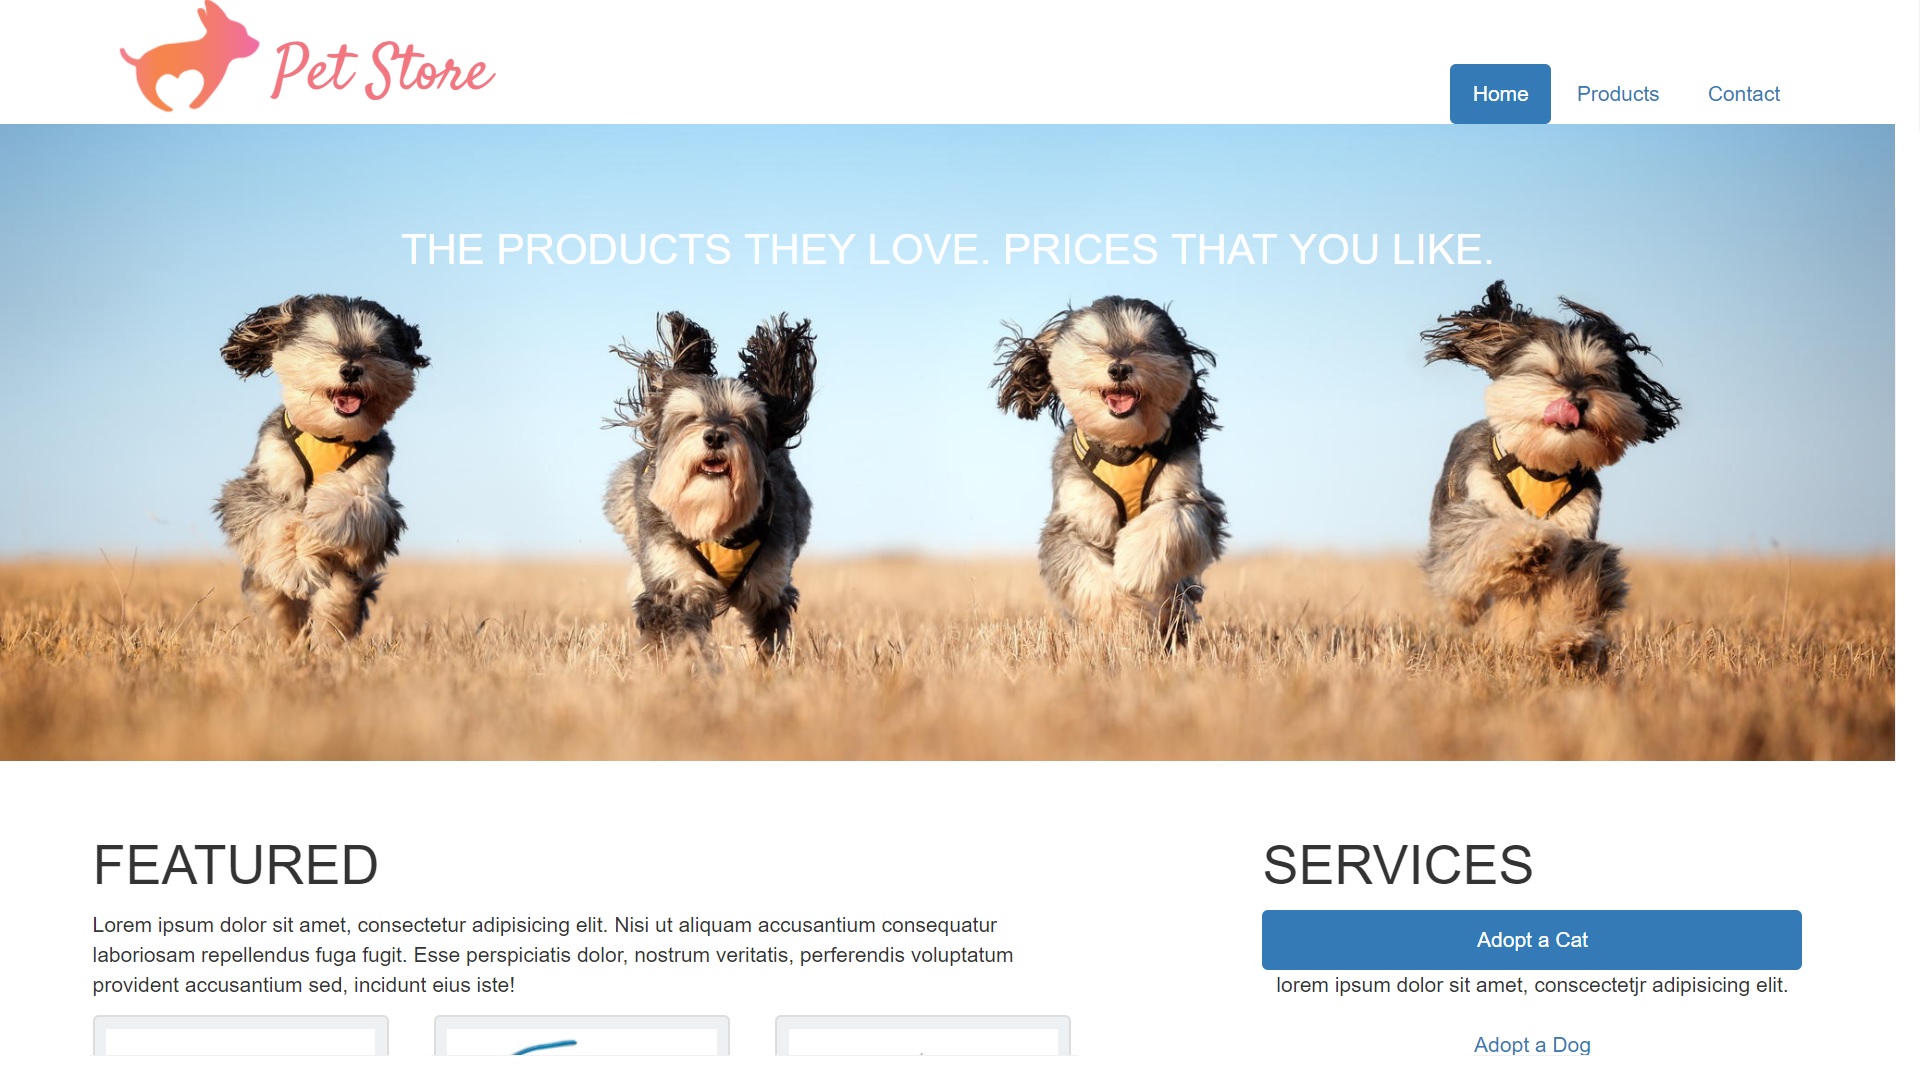 Pet Store
Home
Products
Contact
THE PRODUCTS THEY LOVE. PRICES THAT YOU LIKE.
FEATURED
Lorem ipsum dolor sit amet, consectetur adipisicing elit. Nisi ut aliquam accusantium consequatur
laboriosam repellendus fuga fugit. Esse perspiciatis dolor, nostrum veritatis, perferendis voluptatum
provident accusantium sed, incidunt eius iste!
SERVICES
Adopt a Cat
lorem ipsum dolor sit amet, conscectetjr adipisicing elit.
Adopt a Dog